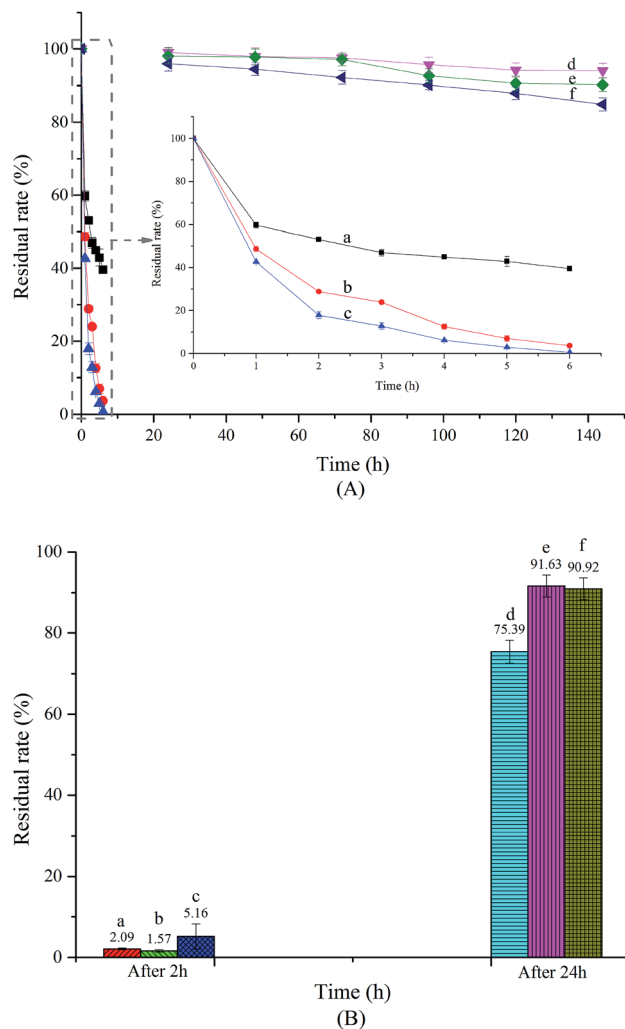 100
80
60
40
20
0
Residual rate (%)
d
e
f
100
80
60
40
20
0
Residual rate (%)
a
b
c
0 1 2 3 4 5 6
Time (h)
0 20 40 60 80 100 120 140
Time (h)
(A)
100
80
60
40
20
0
Residual rate (%)
e f
91.63 90.92
d
75.39
c
5.16
a b
2.09 1.57
After 2h After 24h
Time (h)
(B)